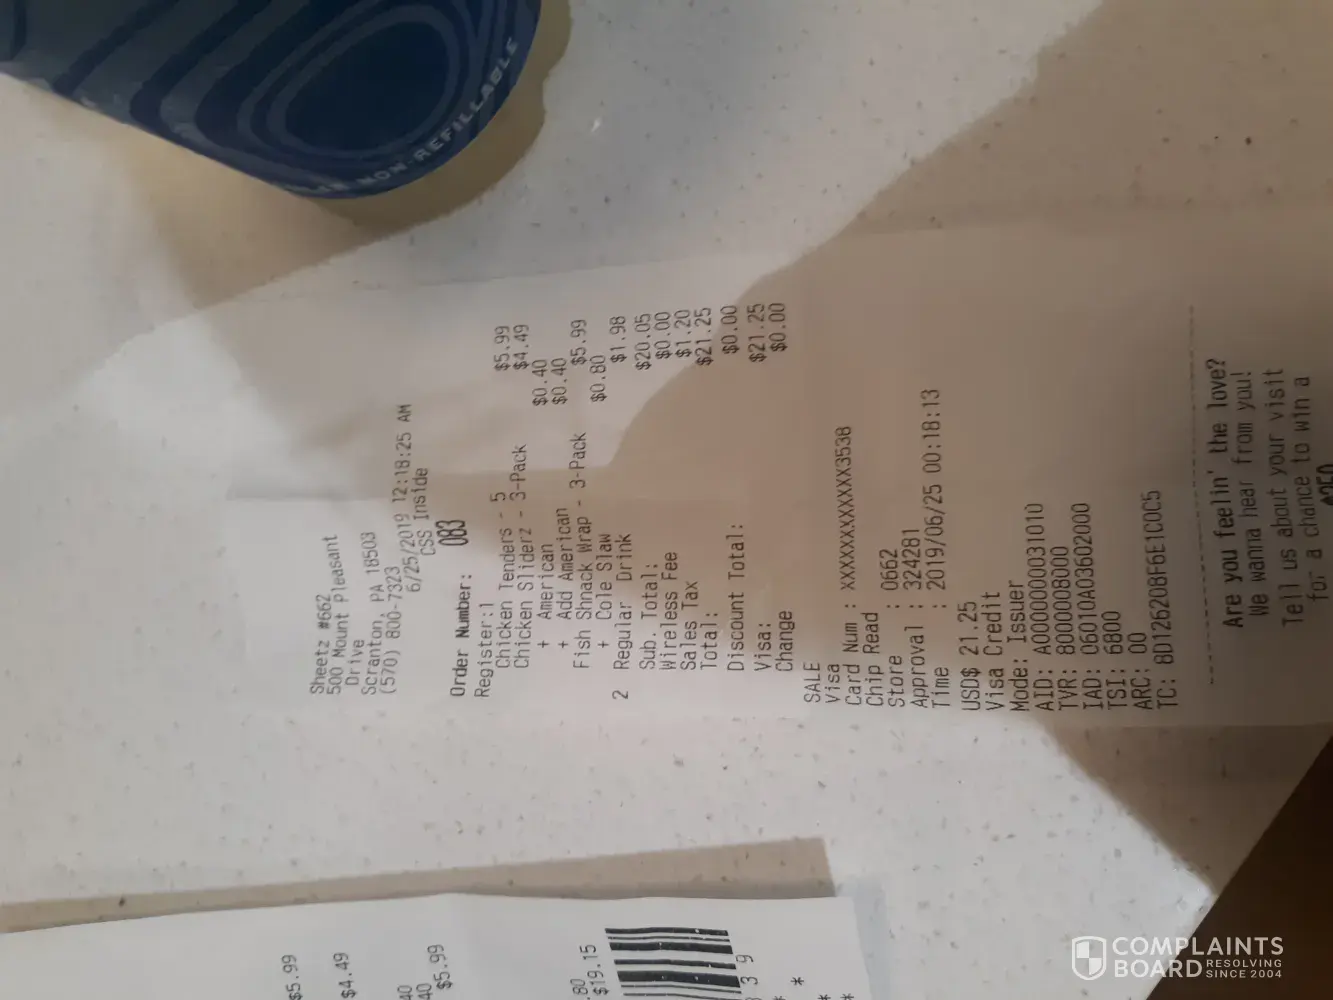 NON-REFILLABLE
Sheetz #662
500 Mount Pleasant
Drive
Scranton, PA 18503
(570) 800-7323
6/25/2019 12:18:25 AM
CSS Inside
Order Number: 083
Register:1
Chicken Tenders - 5 $5.99
Chicken Sliderz - 3-Pack $4.49
+ American $0.40
+ Add American $0.40
Fish Shnack Wrap - 3-Pack $5.99
+ Cole Slaw $0.80
2 Regular Drink $1.98
Sub. Total: $20.05
Wireless Fee $0.00
Sales Tax $1.20
Total: $21.25
Discount Total: $0.00
Visa: $21.25
Change $0.00
SALE
Visa
Card Num : XXXXXXXXXXXX3538
Chip Read
Store : 0662
Approval : 324281
Time : 2019/06/25 00:18:13
USD$ 21.25
Visa Credit
Mode: Issuer
AID: A0000000031010
TVR: 8000008000
IAD: 06010A03602000
TSI: 6800
ARC: 00
TC: 8D126208F6E1C0C5
Are you feelin' the love?
We wanna hear from you!
Tell us about your visit
for a chance to win a
$5.99
$4.49
40
40
$5.99
.80
$19.15
3 9
*
* *
COMPLAINTS
BOARD RESOLVING
SINCE 2004